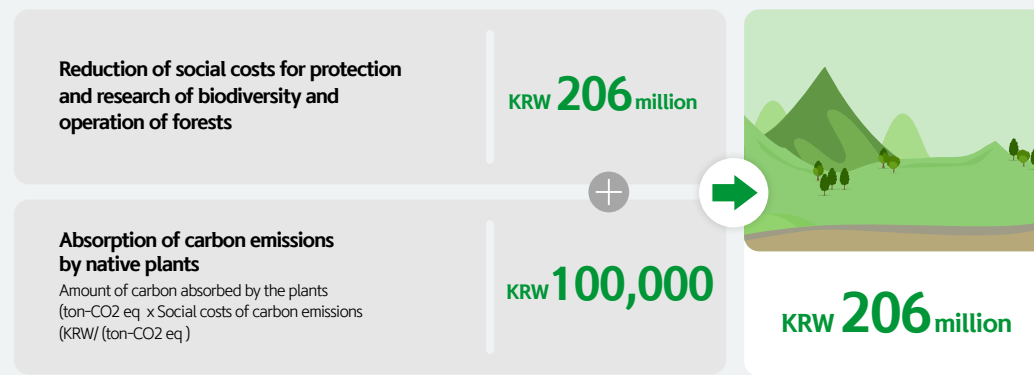 Reduction of social costs for protection
and research of biodiversity and
operation of forests
KRW 206 million
Absorption of carbon emissions
by native plants
Amount of carbon absorbed by the plants
(ton-CO2 eq x Social costs of carbon emissions
(KRW/ (ton-CO2 eq )
KRW 100,000
KRW 206 million